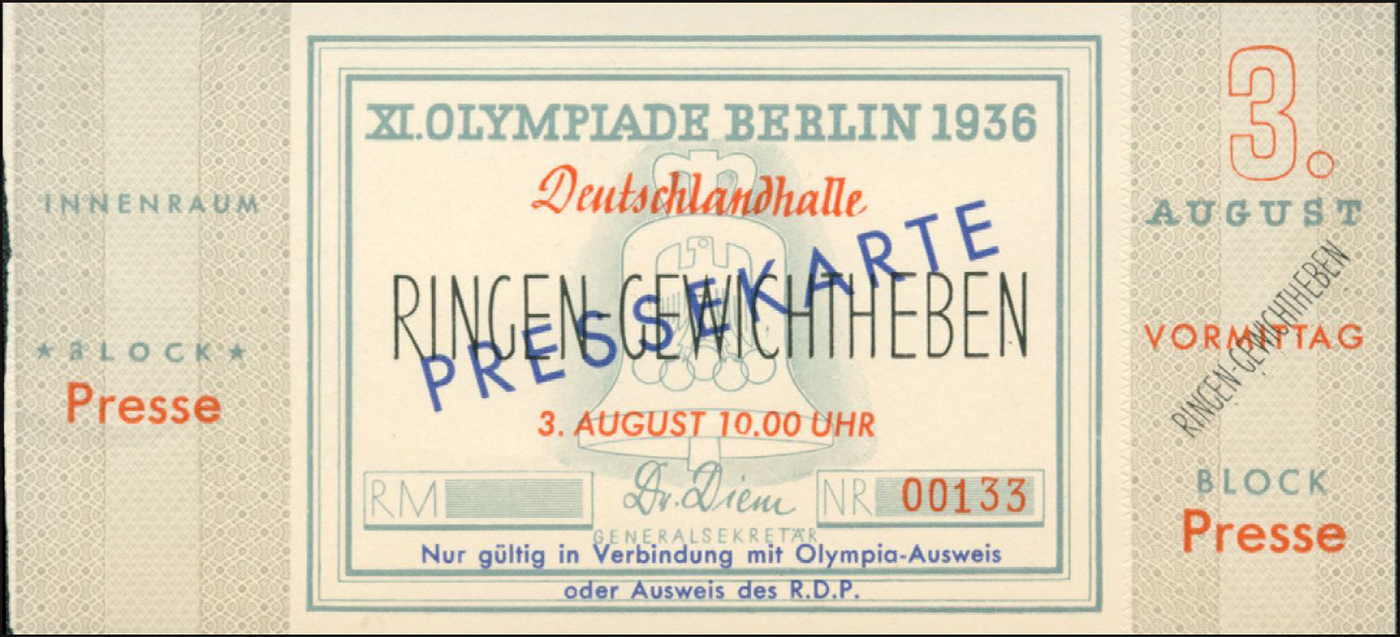 INNENRAUM
★BLOCK★
Presse
XI.OLYMPIADE BERLIN 1936
Deutschlandhalle
RINGEN-GEWICHTHEBEN
PRESSEKARTE
3. AUGUST 10.00 UHR
RM
Dr. Diem
NR 00133
GENERALSEKRETÄR
Nur gültig in Verbindung mit Olympia-Ausweis
oder Ausweis des R.D.P.
3.
AUGUST
RINGEN-GEWICHTHEBEN
VORMITTAG
BLOCK
Presse